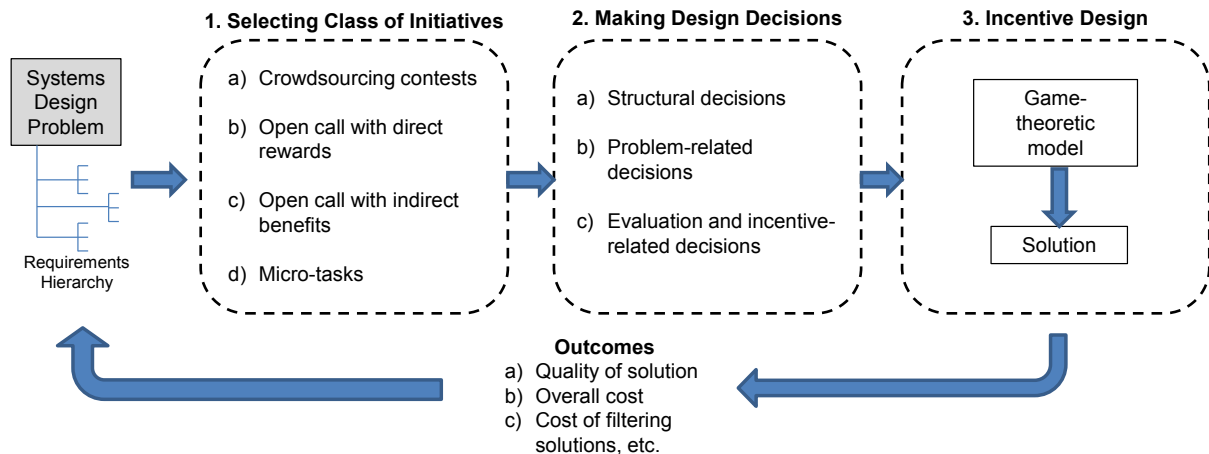 Systems
Design
Problem
Requirements
Hierarchy
1. Selecting Class of Initiatives
a) Crowdsourcing contests
b) Open call with direct
rewards
c) Open call with indirect
benefits
d) Micro-tasks
2. Making Design Decisions
a) Structural decisions
b) Problem-related
decisions
c) Evaluation and incentive-
related decisions
3. Incentive Design
Game-
theoretic
model
Solution
Outcomes
a) Quality of solution
b) Overall cost
c) Cost of filtering
solutions, etc.